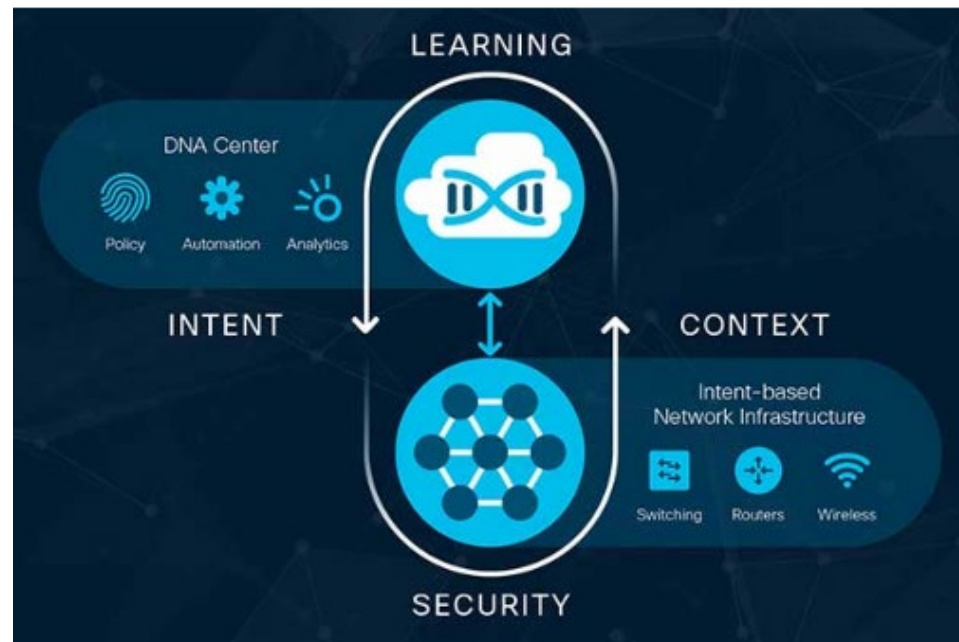 LEARNING
DNA Center
Policy Automation Analytics
INTENT
CONTEXT
Intent-based
Network Infrastructure
Switching Routers Wireless
SECURITY